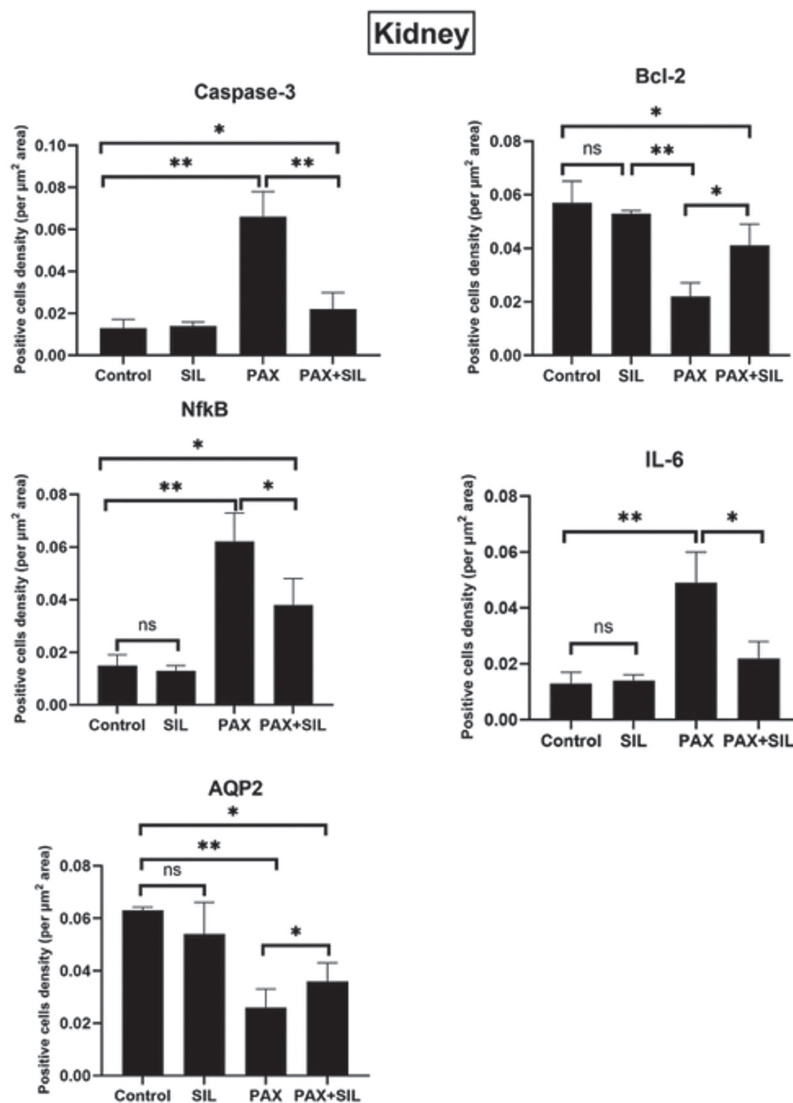 Kidney
Caspase-3
Positive cells density (per µm² area)
0.10
0.08
0.06
0.04
0.02
0.00
*
**
**
Control SIL PAX PAX+SIL
Bcl-2
Positive cells density (per µm² area)
0.08
0.06
0.04
0.02
0.00
*
ns
**
*
Control SIL PAX PAX+SIL
NfkB
Positive cells density (per µm² area)
0.08
0.06
0.04
0.02
0.00
*
**
*
ns
Control SIL PAX PAX+SIL
IL-6
Positive cells density (per µm² area)
0.08
0.06
0.04
0.02
0.00
**
*
ns
Control SIL PAX PAX+SIL
AQP2
Positive cells density (per µm² area)
0.08
0.06
0.04
0.02
0.00
*
**
ns
*
Control SIL PAX PAX+SIL